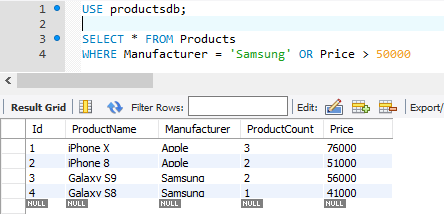 1 USE productsdb;
2
3 SELECT * FROM Products
4 WHERE Manufacturer = 'Samsung' OR Price > 50000
Result Grid Filter Rows: Edit: Export/
Id ProductName Manufacturer ProductCount Price
1 iPhone X Apple 3 76000
2 iPhone 8 Apple 2 51000
3 Galaxy S9 Samsung 2 56000
4 Galaxy S8 Samsung 1 41000
NULL NULL NULL NULL NULL